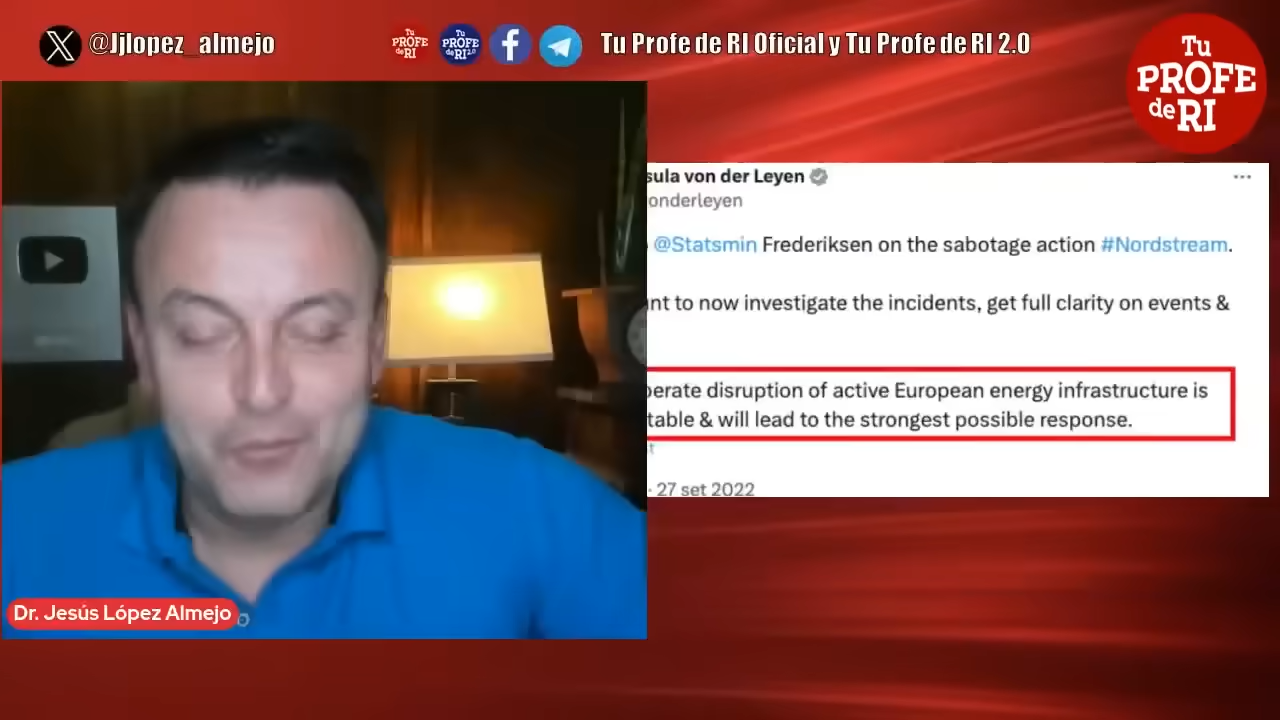 @Jjlopez_almejo
Tu PROFE de RI
Tu PROFE de RI 2.0
Tu Profe de RI Oficial y Tu Profe de RI 2.0
Tu
PROFE
de RI
sula von der Leyen
onderleyen
@Statsmin Frederiksen on the sabotage action #Nordstream.
nt to now investigate the incidents, get full clarity on events &
erate disruption of active European energy infrastructure is
table & will lead to the strongest possible response.
· 27 set 2022
Dr. Jesús López Almejo